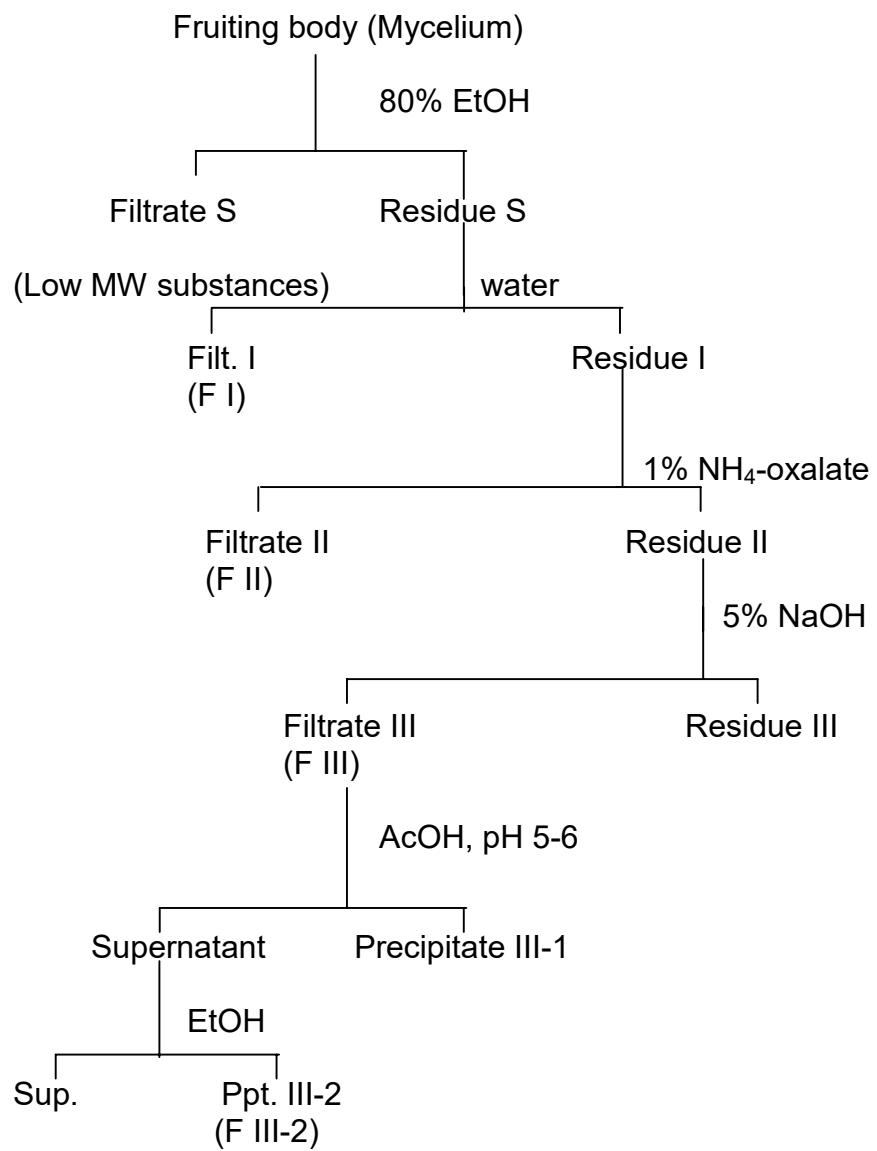 Fruiting body (Mycelium)
80% EtOH
Filtrate S
Residue S
(Low MW substances)
water
Filt. I
(F I)
Residue I
1% NH₄-oxalate
Filtrate II
(F II)
Residue II
5% NaOH
Filtrate III
(F III)
Residue III
AcOH, pH 5-6
Supernatant
Precipitate III-1
EtOH
Sup.
Ppt. III-2
(F III-2)